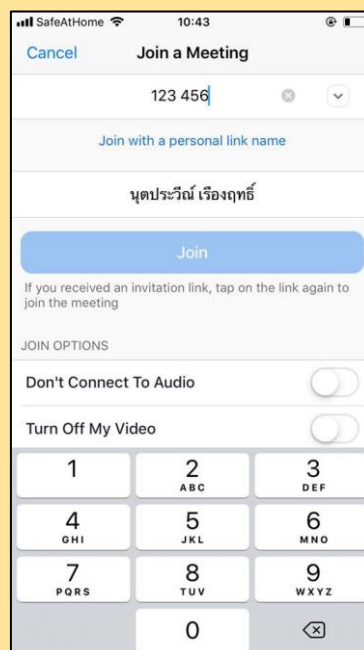 SafeAtHome 10:43
Cancel Join a Meeting
123 456
Join with a personal link name
นุตประวีณ์ เรืองฤทธิ์
Join
If you received an invitation link, tap on the link again to
join the meeting
JOIN OPTIONS
Don't Connect To Audio
Turn Off My Video
1 2 3
ABC DEF
4 5 6
GHI JKL MNO
7 8 9
PQRS TUV WXYZ
0